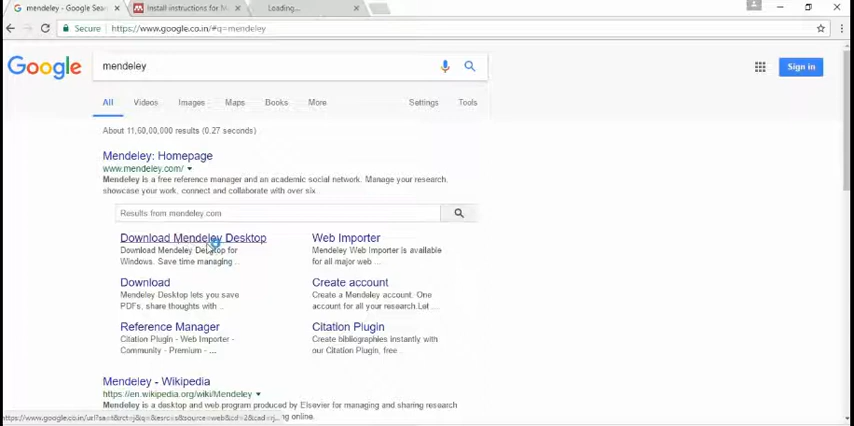 mendeley - Google Sea
Install instructions for M
Loading...
Secure
https://www.google.co.in/#q=mendeley
Google
mendeley
Sign in
All Videos Images Maps Books More Settings Tools
About 11,60,00,000 results (0.27 seconds)
Mendeley: Homepage
www.mendeley.com/
Mendeley is a free reference manager and an academic social network. Manage your research,
showcase your work, connect and collaborate with over six
Results from mendeley.com
Download Mendeley Desktop
Download Mendeley Desktop for
Windows. Save time managing ...
Web Importer
Mendeley Web Importer is available
for all major web ...
Download
Mendeley Desktop lets you save
PDFs, share thoughts with ...
Create account
Create a Mendeley account. One
account for all your research.Let ...
Reference Manager
Citation Plugin - Web Importer -
Community - Premium - ...
Citation Plugin
Create bibliographies instantly with
our Citation Plugin, free ...
Mendeley - Wikipedia
https://en.wikipedia.org/wiki/Mendeley
Mendeley is a desktop and web program produced by Elsevier for managing and sharing research
ng online.